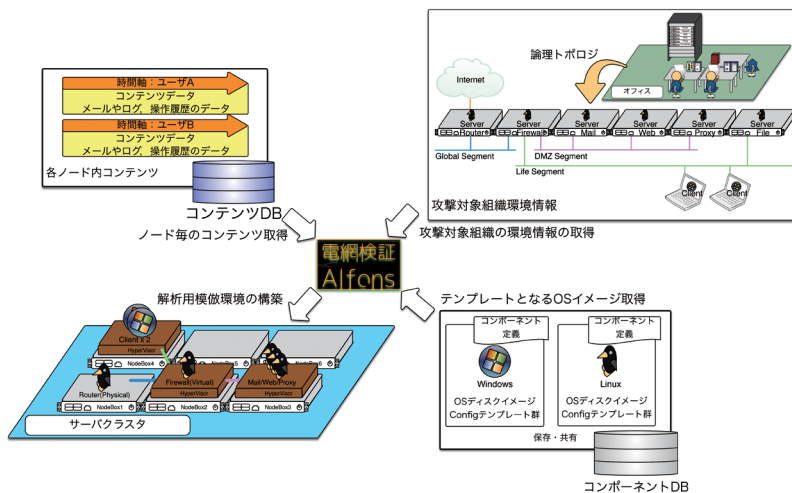 時間軸：ユーザA
コンテンツデータ
メールやログ、操作履歴のデータ
時間軸：ユーザB
コンテンツデータ
メールやログ、操作履歴のデータ
各ノード内コンテンツ
コンテンツDB
ノード毎のコンテンツ取得
論理トポロジ
オフィス
Internet
Server
Router
Server
Firewall
Server
Mail
Server
Web
Server
Proxy
Server
File
Global Segment
DMZ Segment
Life Segment
Client
Client
攻撃対象組織環境情報
攻撃対象組織の環境情報の取得
電網検証
Alfons
解析用模倣環境の構築
Client x 2
HyperVisor
NodeBox4
NodeBox5
NodeBox6
Router(Physical)
NodeBox1
Firewall(Virtual)
HyperVisor
NodeBox2
Mail/Web/Proxy
HyperVisor
NodeBox3
サーバクラスタ
テンプレートとなるOSイメージ取得
コンポーネント
定義
Windows
OSディスクイメージ
Configテンプレート群
コンポーネント
定義
Linux
OSディスクイメージ
Configテンプレート群
保存・共有
コンポーネントDB